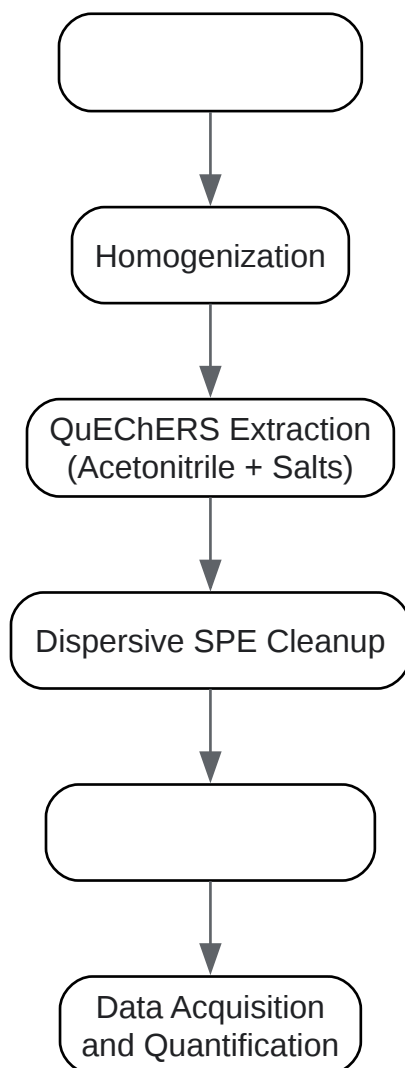 Homogenization
QuEChERS Extraction
(Acetonitrile + Salts)
Dispersive SPE Cleanup
Data Acquisition
and Quantification